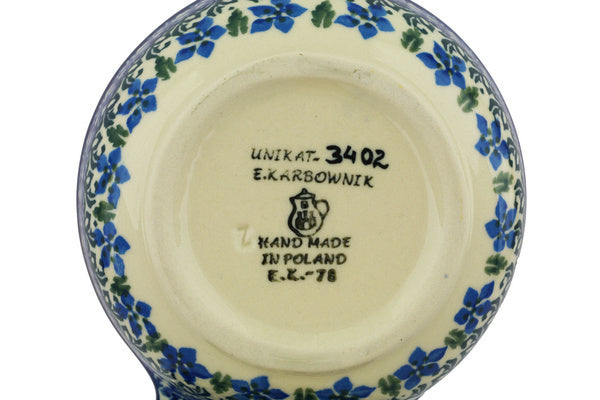 UNIKAT- 3402
E.KARBOWNIK
HAND MADE
IN POLAND
E.K.-78